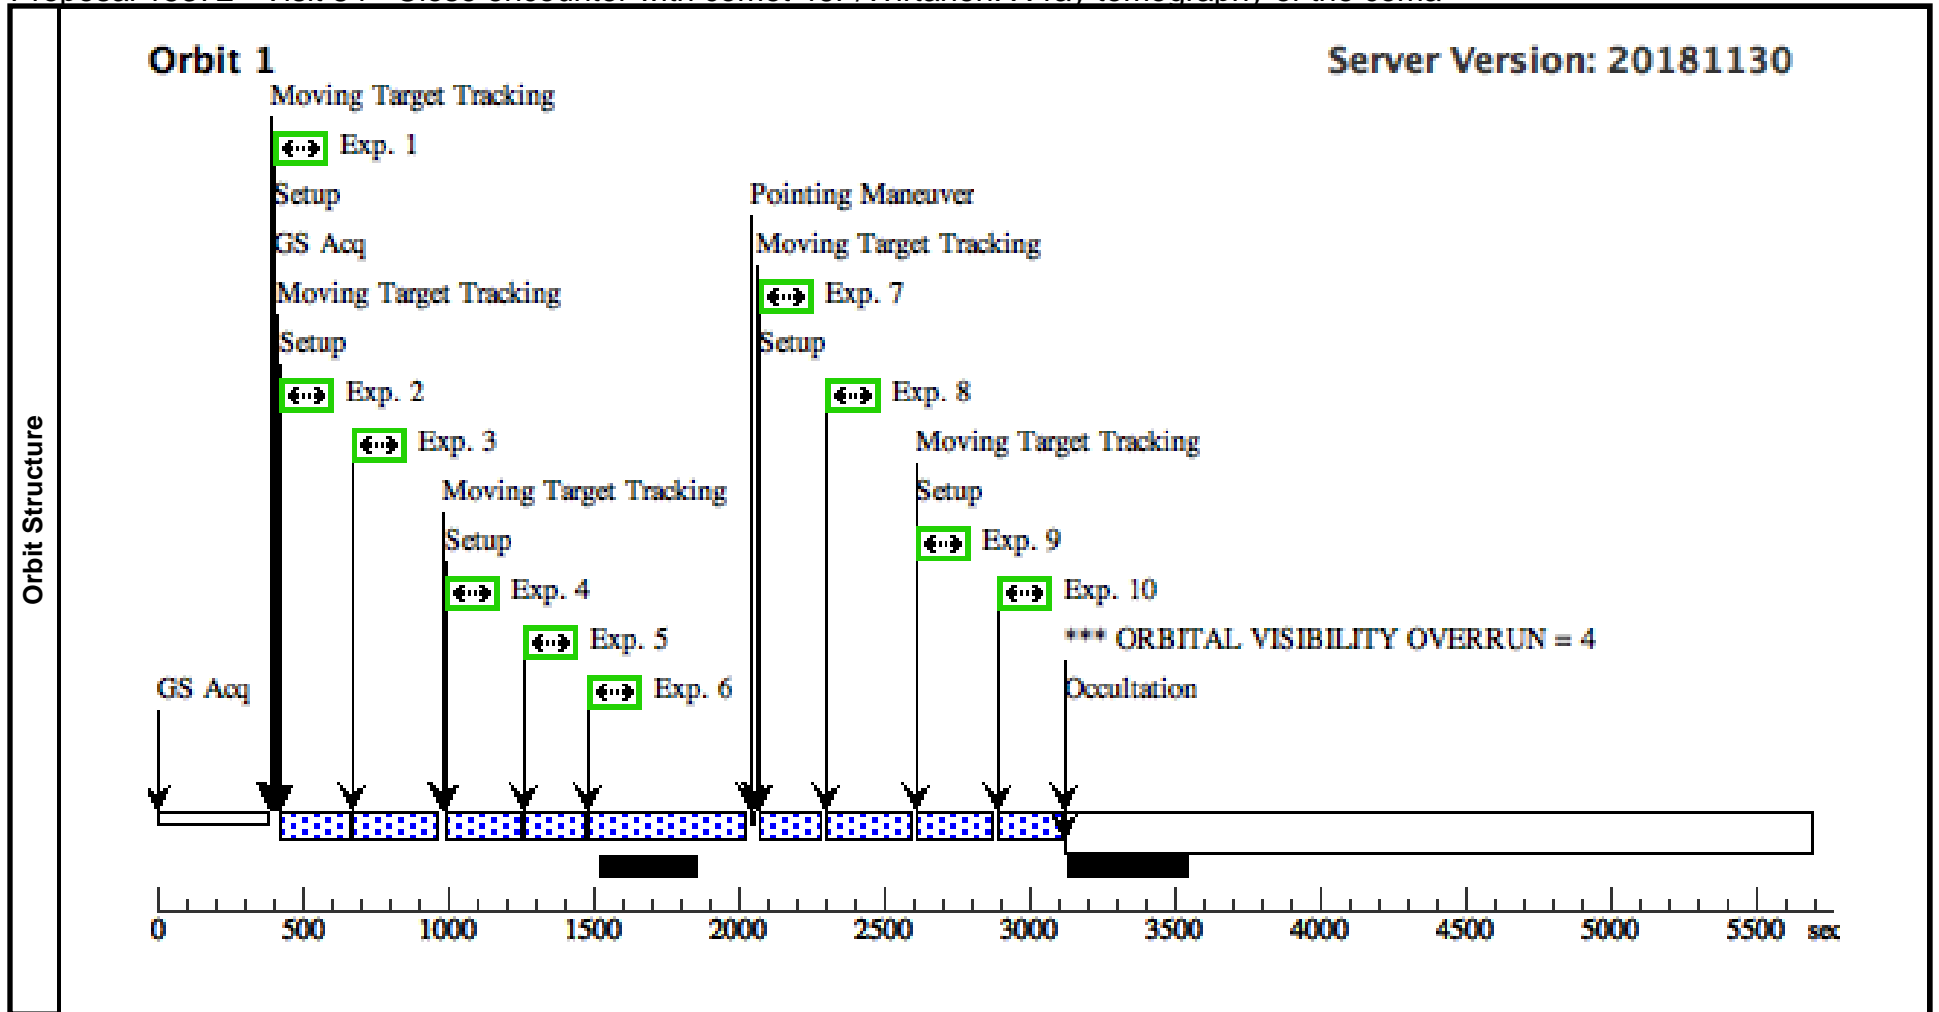 Orbit 1
Server Version: 20181130
Moving Target Tracking
Exp. 1
Setup
Pointing Maneuver
GS Acq
Moving Target Tracking
Moving Target Tracking
Exp. 7
Setup
Setup
Exp. 2
Exp. 8
Exp. 3
Moving Target Tracking
Moving Target Tracking
Setup
Setup
Exp. 9
Exp. 4
Exp. 10
Exp. 5
*** ORBITAL VISIBILITY OVERRUN = 4
GS Acq
Exp. 6
Occultation
Orbit Structure
0 500 1000 1500 2000 2500 3000 3500 4000 4500 5000 5500 sec